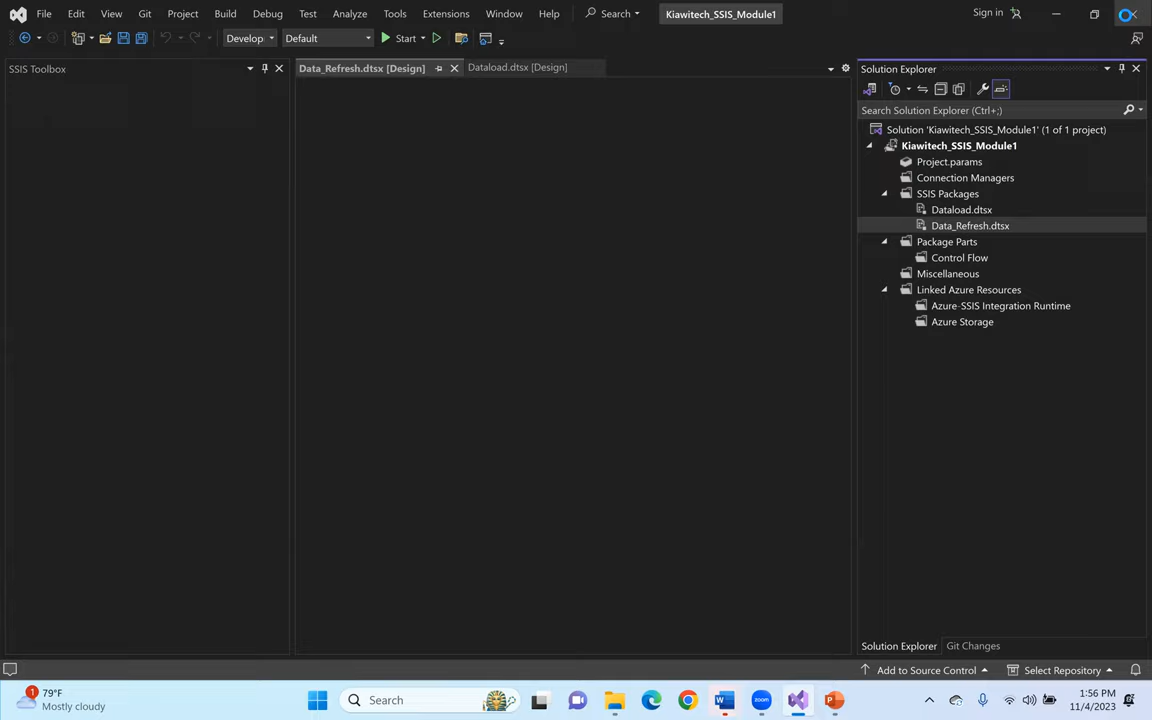 File Edit View Git Project Build Debug Test Analyze Tools Extensions Window Help Search Kiawitech_SSIS_Module1 Sign in
Develop Default Start
SSIS Toolbox
Data_Refresh.dtsx [Design] Dataload.dtsx [Design]
Solution Explorer
Search Solution Explorer (Ctrl+;)
Solution 'Kiawitech_SSIS_Module1' (1 of 1 project)
Kiawitech_SSIS_Module1
Project.params
Connection Managers
SSIS Packages
Dataload.dtsx
Data_Refresh.dtsx
Package Parts
Control Flow
Miscellaneous
Linked Azure Resources
Azure-SSIS Integration Runtime
Azure Storage
Solution Explorer Git Changes
Add to Source Control Select Repository
1
79°F
Mostly cloudy
Search
1:56 PM
11/4/2023